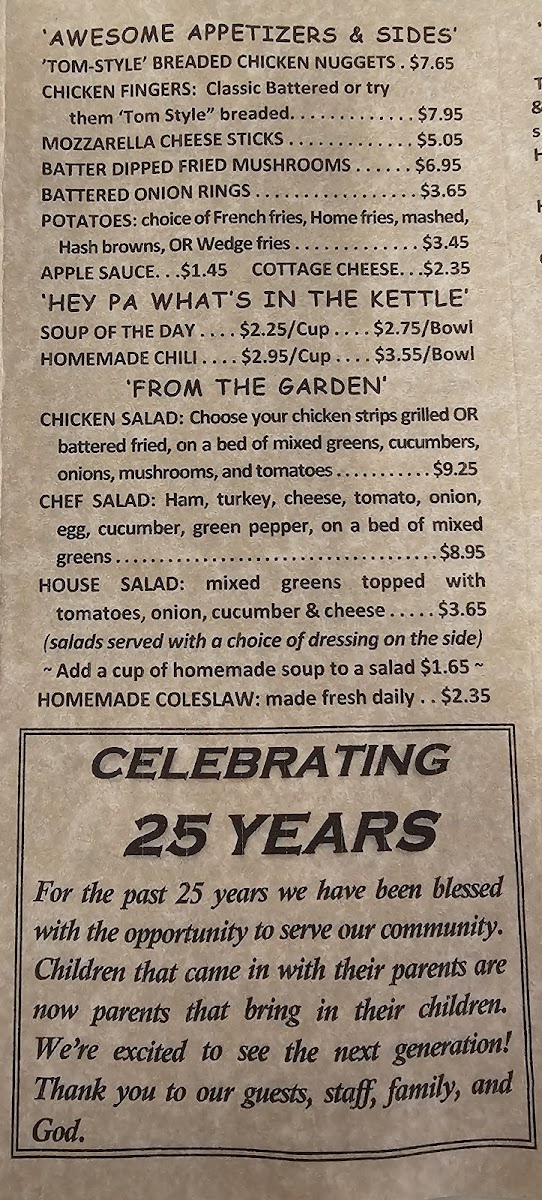 'AWESOME APPETIZERS & SIDES'
'TOM-STYLE' BREADED CHICKEN NUGGETS . $7.65
CHICKEN FINGERS: Classic Battered or try
them 'Tom Style" breaded. . . . . . . . . . . . . $7.95
MOZZARELLA CHEESE STICKS . . . . . . . . . . . . . $5.05
BATTER DIPPED FRIED MUSHROOMS . . . . . . $6.95
BATTERED ONION RINGS . . . . . . . . . . . . . . . . . $3.65
POTATOES: choice of French fries, Home fries, mashed,
Hash browns, OR Wedge fries . . . . . . . . . . . . . $3.45
APPLE SAUCE. . .$1.45 COTTAGE CHEESE. . .$2.35
'HEY PA WHAT'S IN THE KETTLE'
SOUP OF THE DAY . . . . $2.25/Cup . . . . $2.75/Bowl
HOMEMADE CHILI . . . . $2.95/Cup . . . . $3.55/Bowl
'FROM THE GARDEN'
CHICKEN SALAD: Choose your chicken strips grilled OR
battered fried, on a bed of mixed greens, cucumbers,
onions, mushrooms, and tomatoes . . . . . . . . . . . $9.25
CHEF SALAD: Ham, turkey, cheese, tomato, onion,
egg, cucumber, green pepper, on a bed of mixed
greens . . . . . . . . . . . . . . . . . . . . . . . . . . . . . . . . . . . $8.95
HOUSE SALAD: mixed greens topped with
tomatoes, onion, cucumber & cheese . . . . . $3.65
(salads served with a choice of dressing on the side)
~ Add a cup of homemade soup to a salad $1.65 ~
HOMEMADE COLESLAW: made fresh daily . . $2.35
CELEBRATING
25 YEARS
For the past 25 years we have been blessed
with the opportunity to serve our community.
Children that came in with their parents are
now parents that bring in their children.
We're excited to see the next generation!
Thank you to our guests, staff, family, and
God.